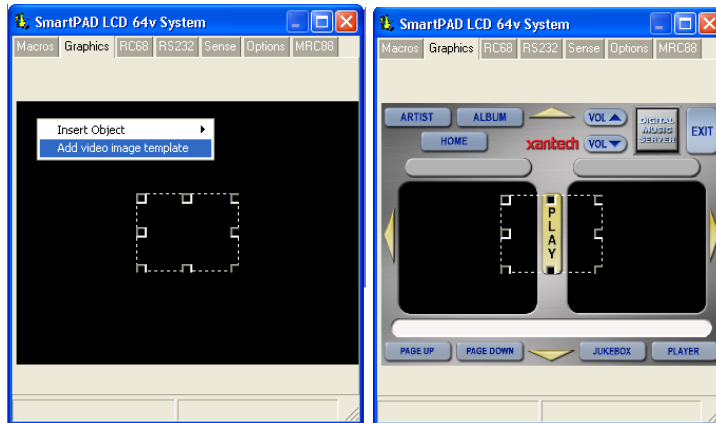 SmartPAD LCD 64v System
Macros Graphics RC68 RS232 Sense Options MRC88
Insert Object
Add video image template
SmartPAD LCD 64v System
Macros Graphics RC68 RS232 Sense Options MRC88
ARTIST ALBUM VOL DIGITAL
MUSIC
SERVER EXIT
HOME xantech VOL
PLAY
PAGE UP PAGE DOWN JUKEBOX PLAYER